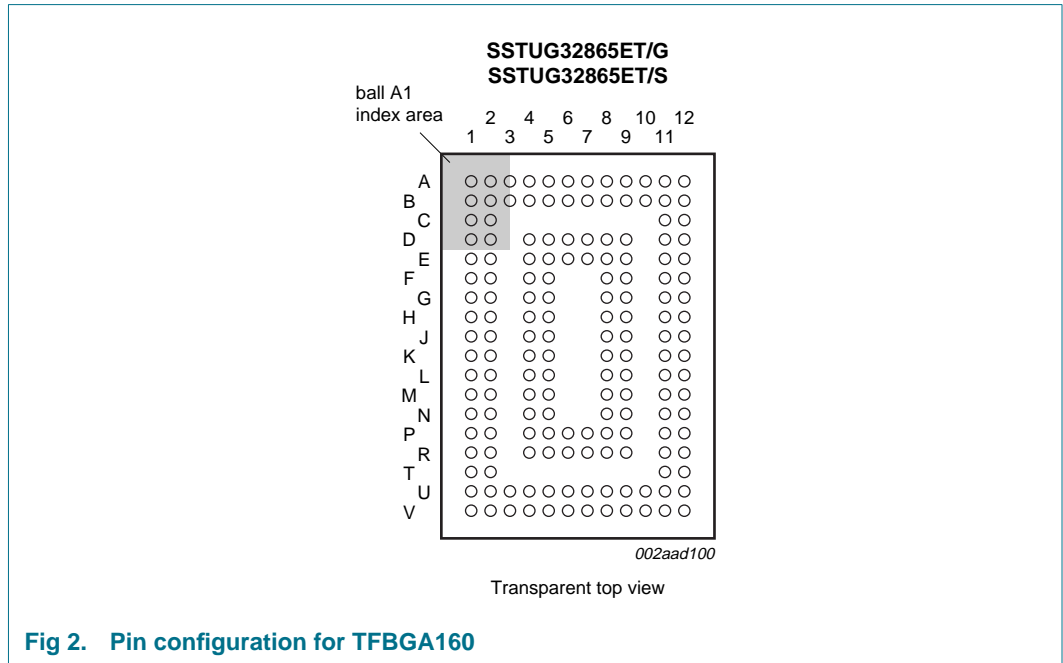 SSTUG32865ET/G
SSTUG32865ET/S
ball A1
index area
2 4 6 8 10 12
1 3 5 7 9 11
A
B
C
D
E
F
G
H
J
K
L
M
N
P
R
T
U
V
002aad100
Transparent top view
Fig 2. Pin configuration for TFBGA160